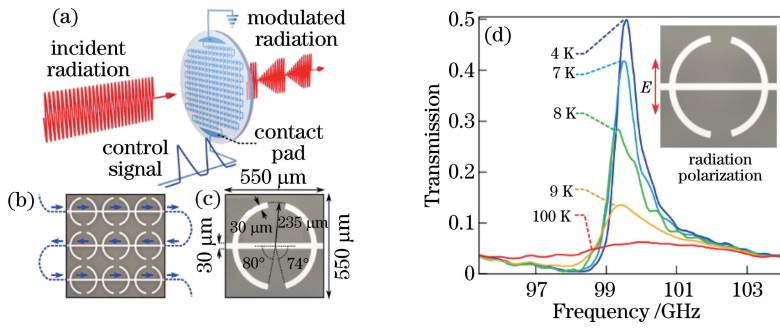 (a)
incident
radiation
modulated
radiation
control
signal
contact
pad
(b)
(c)
550 μm
30 μm
235 μm
80°
74°
30 μm
550 μm
(d)
Transmission
0.5
0.4
0.3
0.2
0.1
0
4 K
7 K
8 K
9 K
100 K
E
radiation
polarization
97
99
101
103
Frequency /GHz